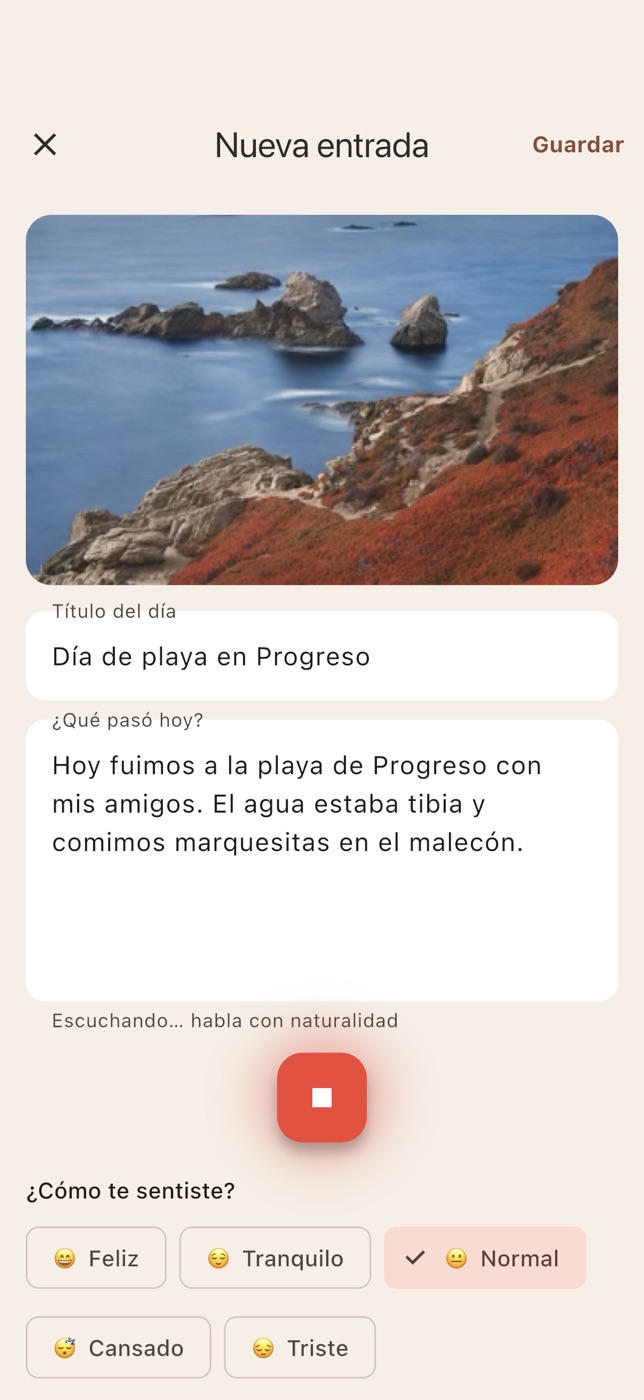 Nueva entrada
Guardar
Título del día
Día de playa en Progreso
¿Qué pasó hoy?
Hoy fuimos a la playa de Progreso con
mis amigos. El agua estaba tibia y
comimos marquesitas en el malecón.
Escuchando... habla con naturalidad
¿Cómo te sentiste?
😄 Feliz
😌 Tranquilo
😐 Normal
😴 Cansado
😔 Triste